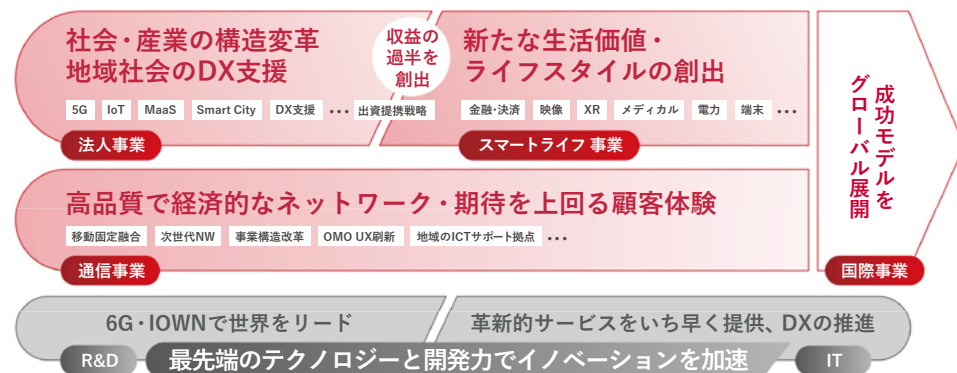 社会・産業の構造変革
地域社会のDX支援
5G IoT MaaS Smart City DX支援 ••• 出資提携戦略
法人事業
収益の
過半を
創出
新たな生活価値・
ライフスタイルの創出
金融・決済 映像 XR メディカル 電力 端末 •••
スマートライフ 事業
高品質で経済的なネットワーク・期待を上回る顧客体験
移動固定融合 次世代NW 事業構造改革 OMO UX刷新 地域のICTサポート拠点 •••
通信事業
成功モデルを
グローバル展開
国際事業
6G・IOWNで世界をリード
革新的サービスをいち早く提供、DXの推進
R&D
最先端のテクノロジーと開発力でイノベーションを加速
IT